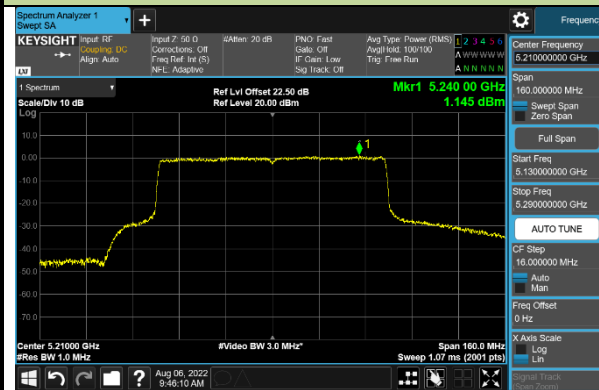 Spectrum Analyzer 1
Swept SA
+
Frequency
KEYSIGHT
Input: RF
Coupling: DC
Align: Auto
Input Z: 50 Ω
Corrections: Off
Freq Ref: Int (S)
NFE: Adaptive
#Atten: 20 dB
PNO: Fast
Gate: Off
IF Gain: Low
Sig Track: Off
Avg Type: Power (RMS)
Avg|Hold: 100/100
Trig: Free Run
1 2 3 4 5 6
A W W W W W
A N N N N N
LXI
1 Spectrum
Scale/Div 10 dB
Log
Ref Lvl Offset 22.50 dB
Ref Level 20.00 dBm
Mkr1 5.240 00 GHz
1.145 dBm
10.0
0.00
-10.0
-20.0
-30.0
-40.0
-50.0
-60.0
-70.0
1
Center 5.21000 GHz
#Res BW 1.0 MHz
#Video BW 3.0 MHz*
Span 160.0 MHz
Sweep 1.07 ms (2001 pts)
?
Aug 06, 2022
9:46:10 AM
Center Frequency
5.210000000 GHz
Span
160.000000 MHz
Swept Span
Zero Span
Full Span
Start Freq
5.130000000 GHz
Stop Freq
5.290000000 GHz
AUTO TUNE
CF Step
16.000000 MHz
Auto
Man
Freq Offset
0 Hz
X Axis Scale
Log
Lin
Signal Track
(Span Zoom)